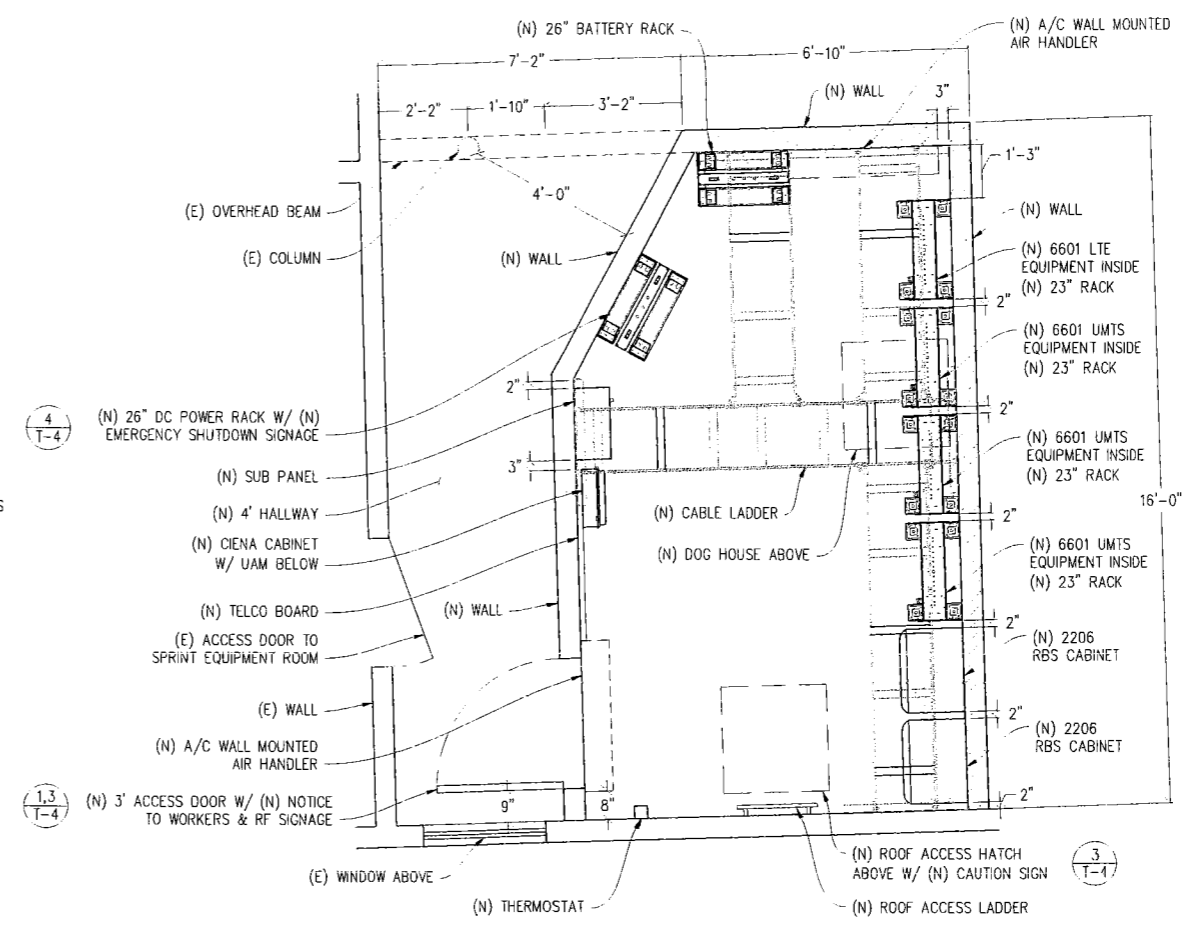 (N) 26" BATTERY RACK
(N) A/C WALL MOUNTED
AIR HANDLER
7'-2"
6'-10"
2'-2"
1'-10"
3'-2"
(N) WALL
3"
1'-3"
4'-0"
(E) OVERHEAD BEAM
(E) COLUMN
(N) WALL
(N) WALL
(N) 6601 LTE
EQUIPMENT INSIDE
(N) 23" RACK
2"
(N) 6601 UMTS
EQUIPMENT INSIDE
(N) 23" RACK
2"
4
T-4
(N) 26" DC POWER RACK W/ (N)
EMERGENCY SHUTDOWN SIGNAGE
2"
(N) SUB PANEL
3"
(N) 6601 UMTS
EQUIPMENT INSIDE
(N) 23" RACK
16'-0"
S
(N) 4' HALLWAY
(N) CABLE LADDER
2"
(N) CIENA CABINET
W/ UAM BELOW
(N) DOG HOUSE ABOVE
(N) 6601 UMTS
EQUIPMENT INSIDE
(N) 23" RACK
(N) TELCO BOARD
(N) WALL
2"
(E) ACCESS DOOR TO
SPRINT EQUIPMENT ROOM
(N) 2206
RBS CABINET
(E) WALL
2"
(N) 2206
RBS CABINET
(N) A/C WALL MOUNTED
AIR HANDLER
1,3
T-4
(N) 3' ACCESS DOOR W/ (N) NOTICE
TO WORKERS & RF SIGNAGE
9"
8"
2"
(E) WINDOW ABOVE
(N) THERMOSTAT
(N) ROOF ACCESS HATCH
ABOVE W/ (N) CAUTION SIGN
3
T-4
(N) ROOF ACCESS LADDER